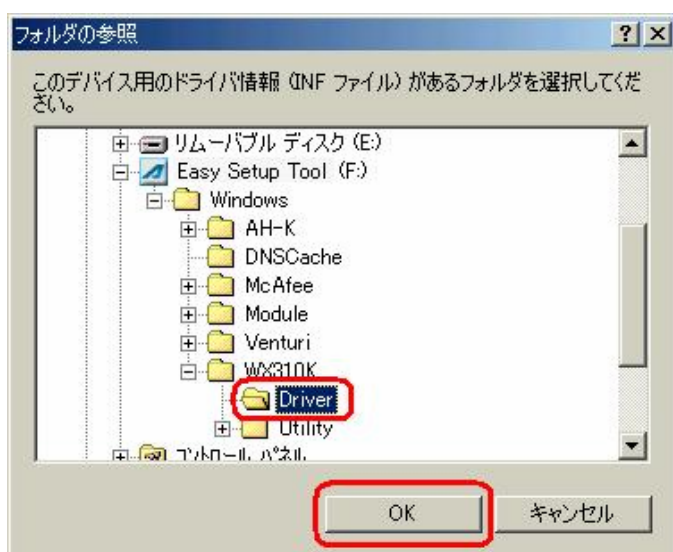 フォルダの参照
このデバイス用のドライバ情報 (INF ファイル) があるフォルダを選択してくだ
さい。
リムーバブル ディスク (E:)
Easy Setup Tool (F:)
Windows
AH-K
DNSCache
McAfee
Module
Venturi
WX310K
Driver
Utility
コントロール パネル
OK
キャンセル